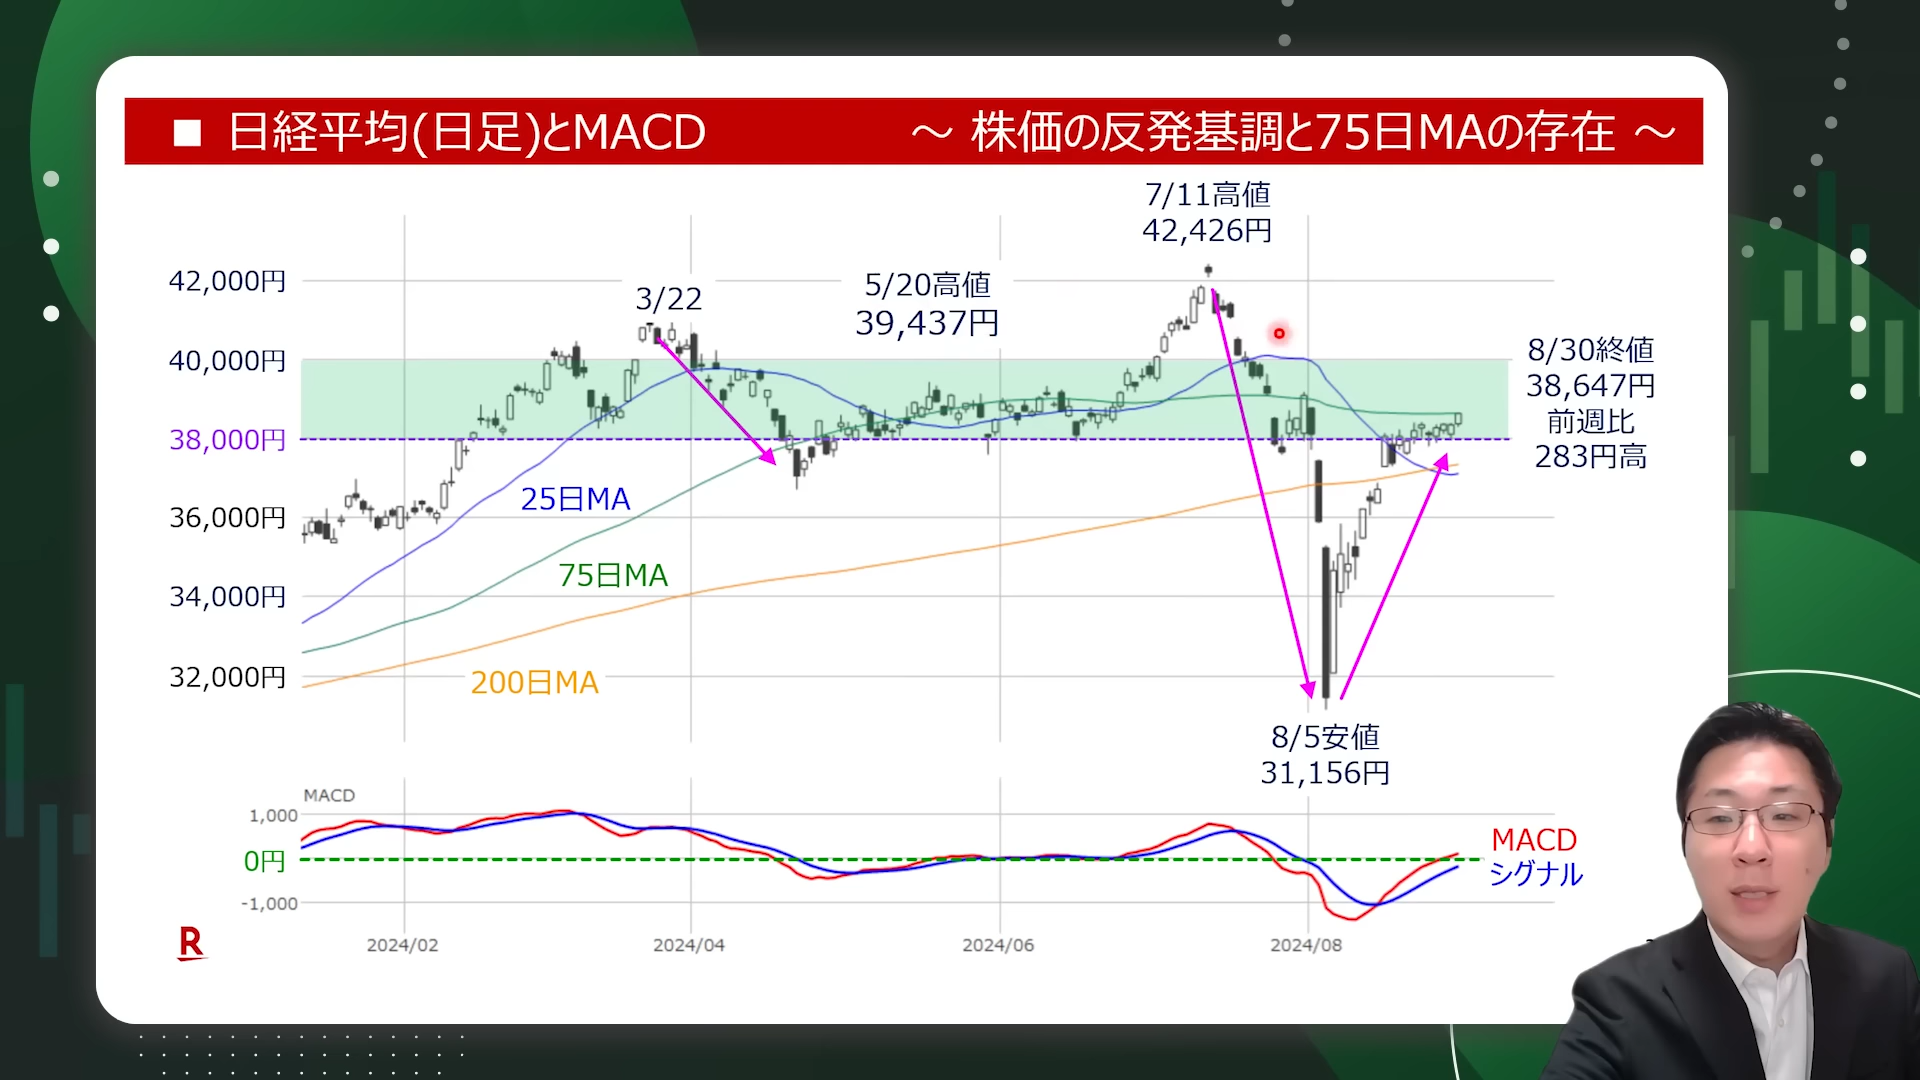 ■ 日経平均(日足)とMACD ～ 株価の反発基調と75日MAの存在 ～
7/11高値
42,426円
42,000円
3/22
5/20高値
39,437円
40,000円
8/30終値
38,647円
前週比
283円高
38,000円
25日MA
36,000円
75日MA
34,000円
32,000円
200日MA
8/5安値
31,156円
MACD
1,000
0円
-1,000
MACD
シグナル
R
2024/02
2024/04
2024/06
2024/08